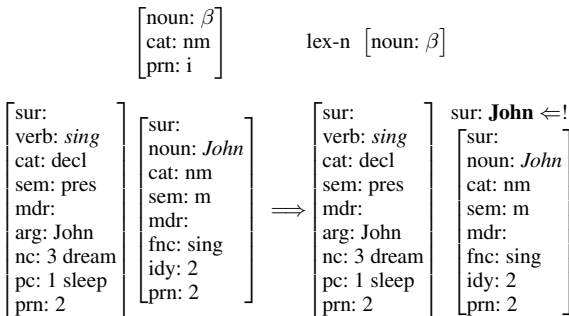 noun: β
cat: nm
prn: i
lex-n [noun: β]
sur:
verb: sing
cat: decl
sem: pres
mdr:
arg: John
nc: 3 dream
pc: 1 sleep
prn: 2
sur:
noun: John
cat: nm
sem: m
mdr:
fnc: sing
idy: 2
prn: 2
⟹
sur:
verb: sing
cat: decl
sem: pres
mdr:
arg: John
nc: 3 dream
pc: 1 sleep
prn: 2
sur: John ⇐!
sur:
noun: John
cat: nm
sem: m
mdr:
fnc: sing
idy: 2
prn: 2